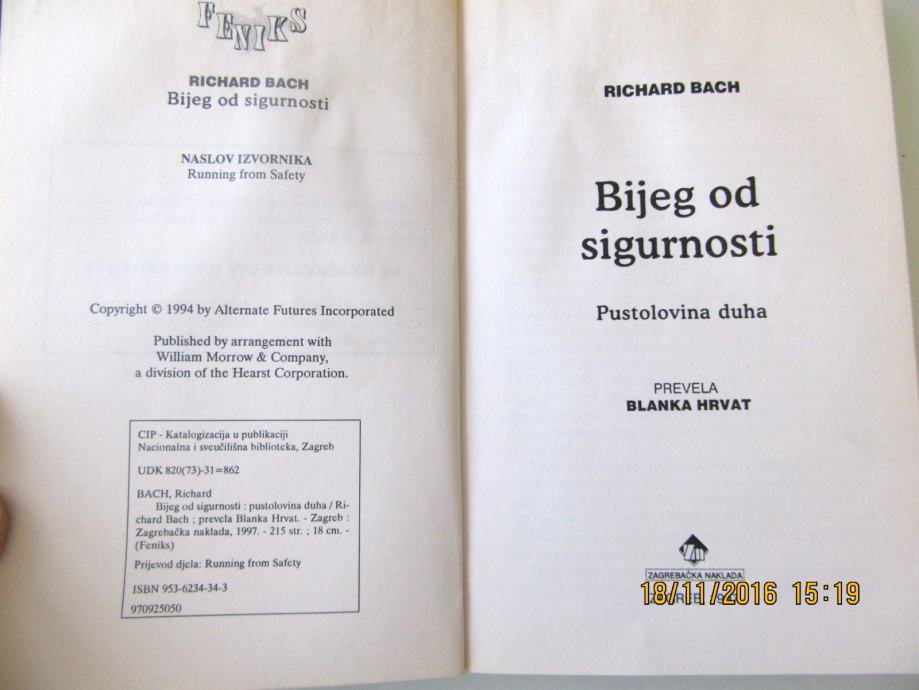 FENIKS
RICHARD BACH
Bijeg od sigurnosti
NASLOV IZVORNIKA
Running from Safety
Copyright © 1994 by Alternate Futures Incorporated
Published by arrangement with
William Morrow & Company,
a division of the Hearst Corporation.
CIP - Katalogizacija u publikaciji
Nacionalna i sveučilišna biblioteka, Zagreb
UDK 820(73)-31=862
BACH, Richard
Bijeg od sigurnosti : pustolovina duha / Ri-
chard Bach ; prevela Blanka Hrvat. - Zagreb :
Zagrebačka naklada, 1997. - 215 str. ; 18 cm. -
(Feniks)
Prijevod djela: Running from Safety
ISBN 953-6234-34-3
970925050
RICHARD BACH
Bijeg od
sigurnosti
Pustolovina duha
PREVELA
BLANKA HRVAT
ZAGREBAČKA NAKLADA
18/11/2016 15:19